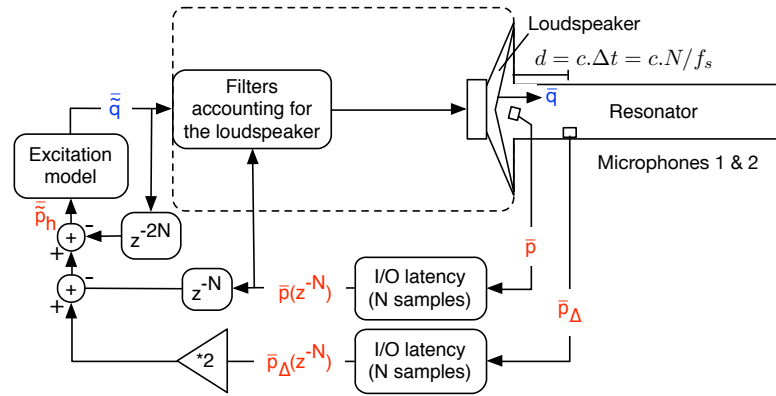 Loudspeaker
d = c.Δt = c.N/f_s
Filters
accounting for
the loudspeaker
q̃̄
q̄
Resonator
Excitation
model
Microphones 1 & 2
p̃̄_h
-
+
+
z^-2N
p̄
-
+
+
z^-N
p̄(z^-N)
I/O latency
(N samples)
p̄_Δ
*2
p̄_Δ(z^-N)
I/O latency
(N samples)